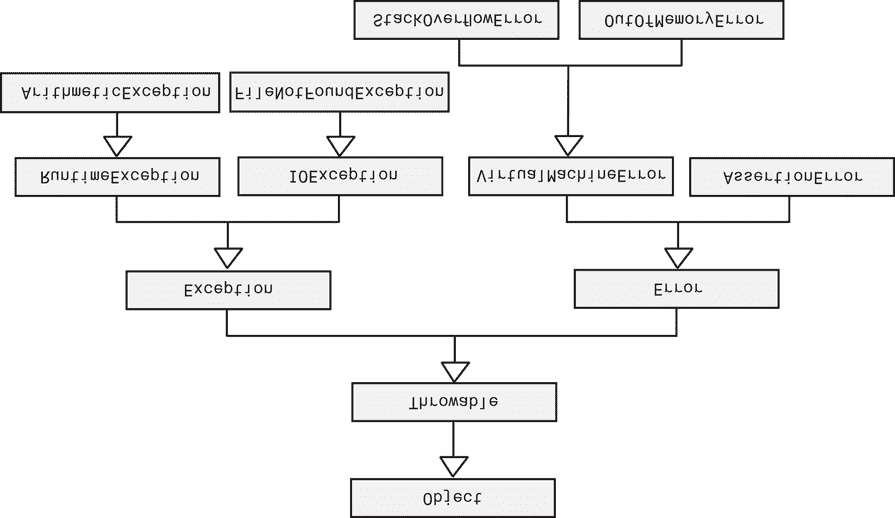 StackOverflowError
OutOfMemoryError
ArithmeticException
FileNotFoundException
RuntimeException
IOException
VirtualMachineError
AssertionError
Exception
Error
Throwable
Object